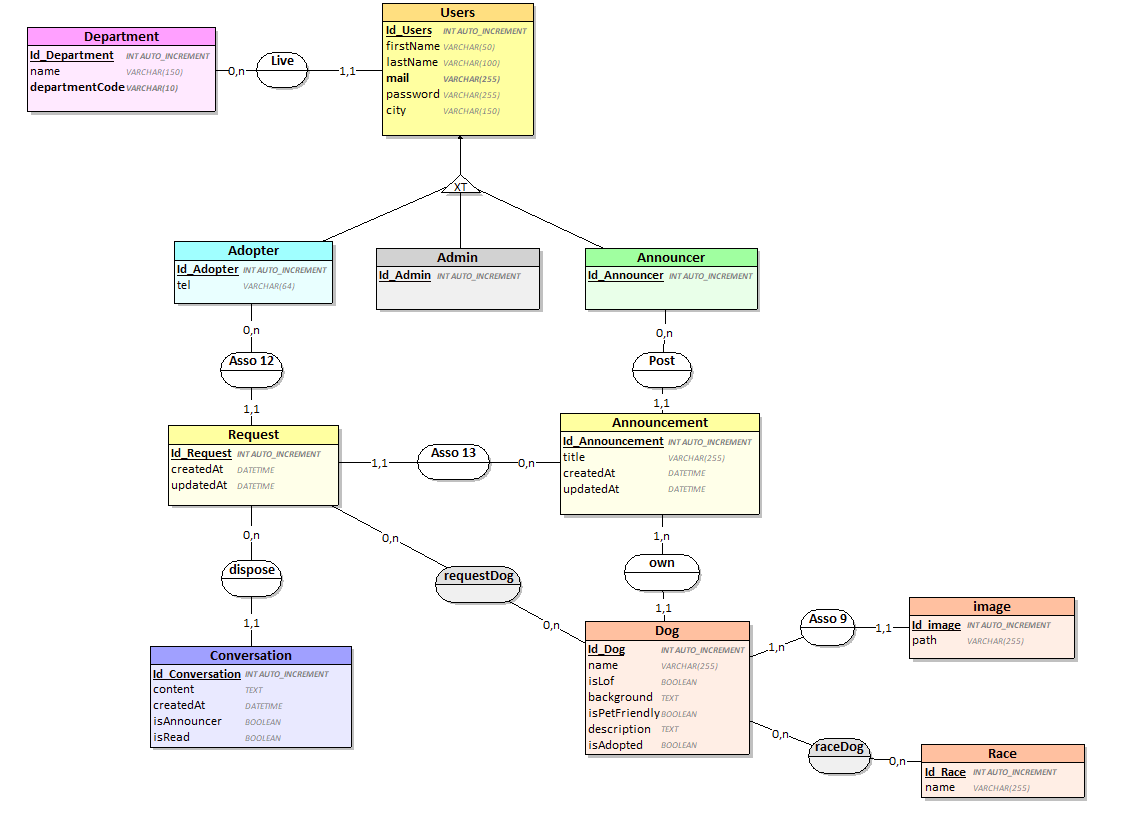 Users
Id_Users INT AUTO_INCREMENT
firstName VARCHAR(50)
lastName VARCHAR(100)
mail VARCHAR(255)
password VARCHAR(255)
city VARCHAR(150)
Department
Id_Department INT AUTO_INCREMENT
name VARCHAR(150)
departmentCode VARCHAR(10)
0,n
Live
1,1
XT
Adopter
Id_Adopter INT AUTO_INCREMENT
tel VARCHAR(64)
Admin
Id_Admin INT AUTO_INCREMENT
Announcer
Id_Announcer INT AUTO_INCREMENT
0,n
Asso 12
1,1
0,n
Post
1,1
Request
Id_Request INT AUTO_INCREMENT
createdAt DATETIME
updatedAt DATETIME
1,1
Asso 13
0,n
Announcement
Id_Announcement INT AUTO_INCREMENT
title VARCHAR(255)
createdAt DATETIME
updatedAt DATETIME
0,n
dispose
1,1
0,n
requestDog
0,n
1,n
own
1,1
Conversation
Id_Conversation INT AUTO_INCREMENT
content TEXT
createdAt DATETIME
isAnnouncer BOOLEAN
isRead BOOLEAN
Dog
Id_Dog INT AUTO_INCREMENT
name VARCHAR(255)
isLof BOOLEAN
background TEXT
isPetFriendly BOOLEAN
description TEXT
isAdopted BOOLEAN
1,n
Asso 9
1,1
image
Id_image INT AUTO_INCREMENT
path VARCHAR(255)
0,n
raceDog
0,n
Race
Id_Race INT AUTO_INCREMENT
name VARCHAR(255)